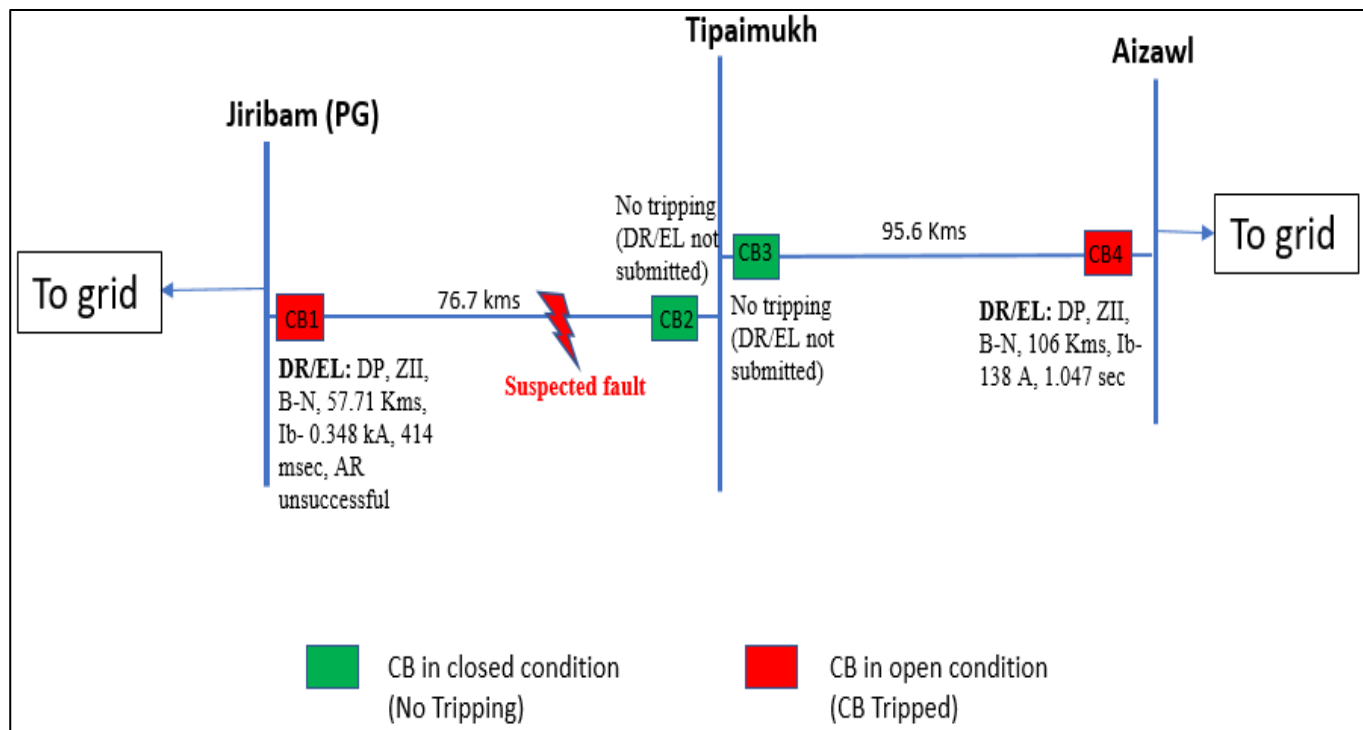 Tipaimukh
Aizawl
Jiribam (PG)
No tripping
(DR/EL not
submitted)
95.6 Kms
To grid
To grid
CB3
CB4
76.7 kms
CB1
CB2
No tripping
(DR/EL not
submitted)
DR/EL: DP, ZII,
B-N, 106 Kms, Ib-
138 A, 1.047 sec
DR/EL: DP, ZII,
B-N, 57.71 Kms,
Ib- 0.348 kA, 414
msec, AR
unsuccessful
Suspected fault
CB in closed condition
(No Tripping)
CB in open condition
(CB Tripped)